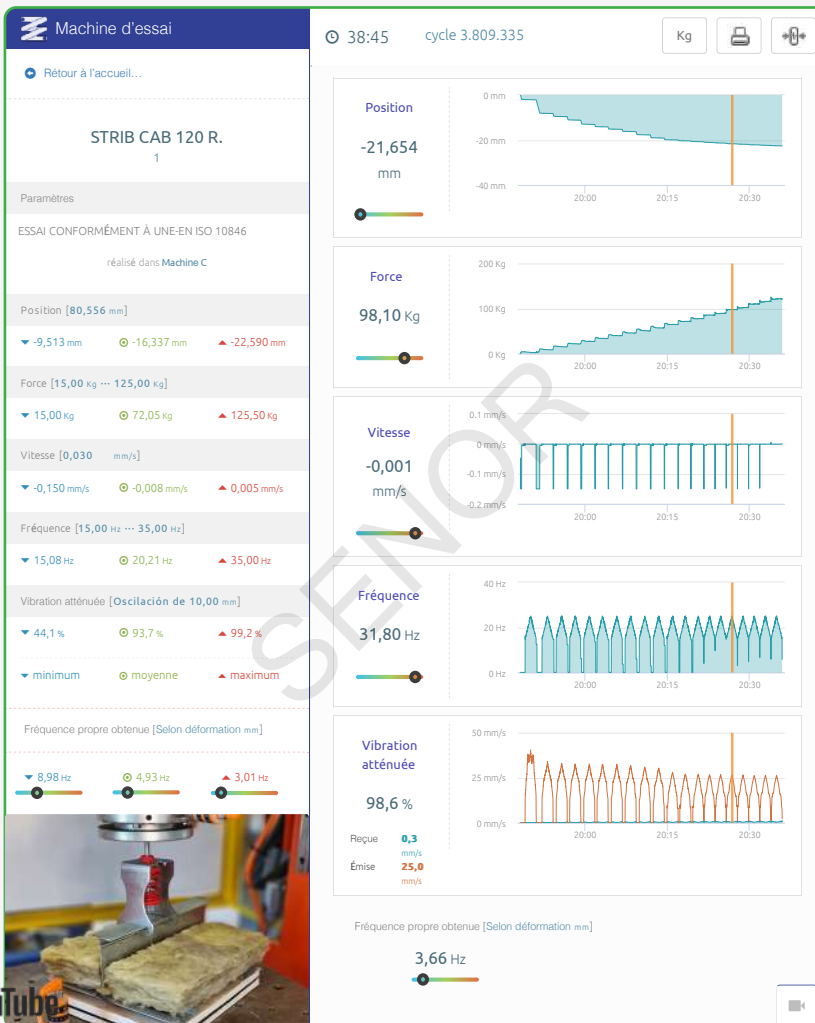 Machine d'essai
Rétour à l'accueil...
STRIB CAB 120 R.
1
Paramètres
ESSAI CONFORMÉMENT À UNE-EN ISO 10846
réalisé dans Machine C
Position [80,556 mm]
-9,513 mm -16,337 mm -22,590 mm
Force [15,00 Kg ··· 125,00 Kg]
15,00 Kg 72,05 Kg 125,50 Kg
Vitesse [0,030 mm/s]
-0,150 mm/s -0,008 mm/s 0,005 mm/s
Fréquence [15,00 Hz ··· 35,00 Hz]
15,08 Hz 20,21 Hz 35,00 Hz
Vibration atténuée [Oscilación de 10,00 mm]
44,1 % 93,7 % 99,2 %
minimum moyenne maximum
Fréquence propre obtenue [Selon déformation mm]
8,98 Hz 4,93 Hz 3,01 Hz
uTube
38:45 cycle 3.809.335 Kg
Position
-21,654
mm
0 mm
-20 mm
-40 mm
20:00 20:15 20:30
Force
98,10 Kg
200 Kg
100 Kg
0 Kg
20:00 20:15 20:30
Vitesse
-0,001
mm/s
0.1 mm/s
0 mm/s
-0.1 mm/s
-0.2 mm/s
20:00 20:15 20:30
Fréquence
31,80 Hz
40 Hz
20 Hz
0 Hz
20:00 20:15 20:30
Vibration
atténuée
98,6 %
Reçue 0,3
mm/s
Émise 25,0
mm/s
50 mm/s
25 mm/s
0 mm/s
20:00 20:15 20:30
Fréquence propre obtenue [Selon déformation mm]
3,66 Hz
SENOR